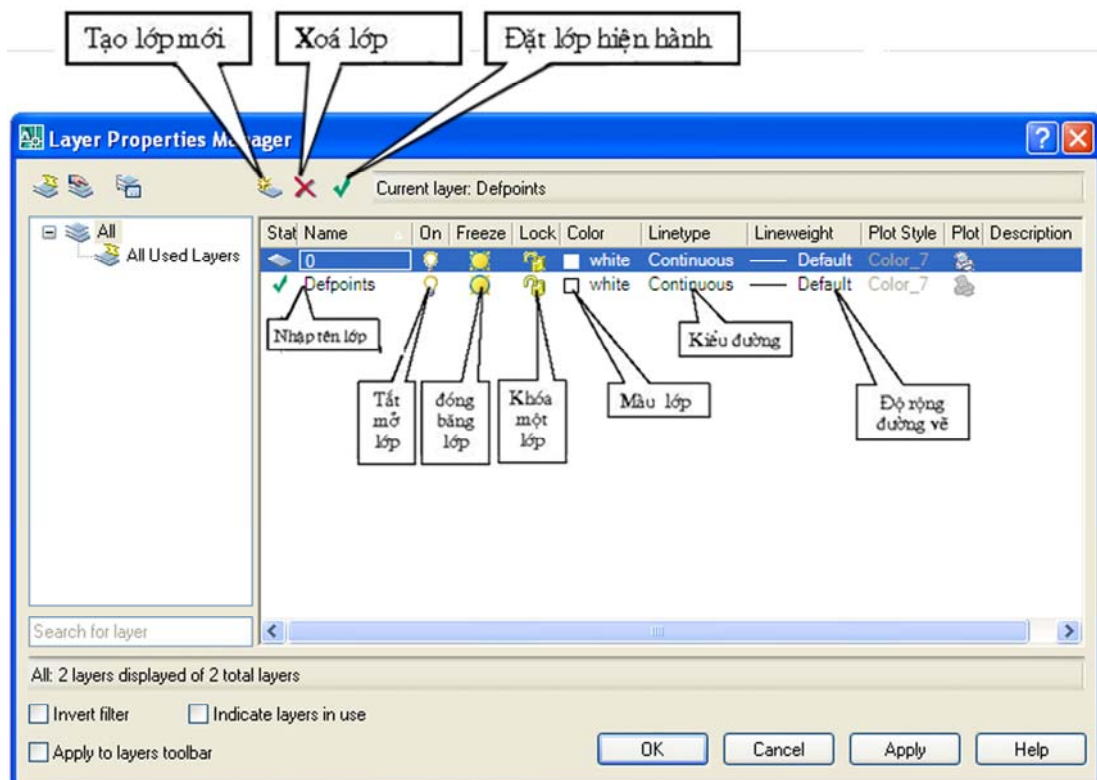 Tạo lớp mới
Xoá lớp
Đặt lớp hiện hành
Layer Properties Manager
Current layer: Defpoints
All
All Used Layers
Stat Name On Freeze Lock Color Linetype Lineweight Plot Style Plot Description
0 white Continuous Default Color_7
Defpoints white Continuous Default Color_7
Nhập tên lớp
Kiểu đường
Tắt
mở
lớp
đóng
băng
lớp
Khóa
một
lớp
Màu lớp
Độ rộng
đường vẽ
Search for layer
All: 2 layers displayed of 2 total layers
Invert filter
Indicate layers in use
Apply to layers toolbar
OK
Cancel
Apply
Help